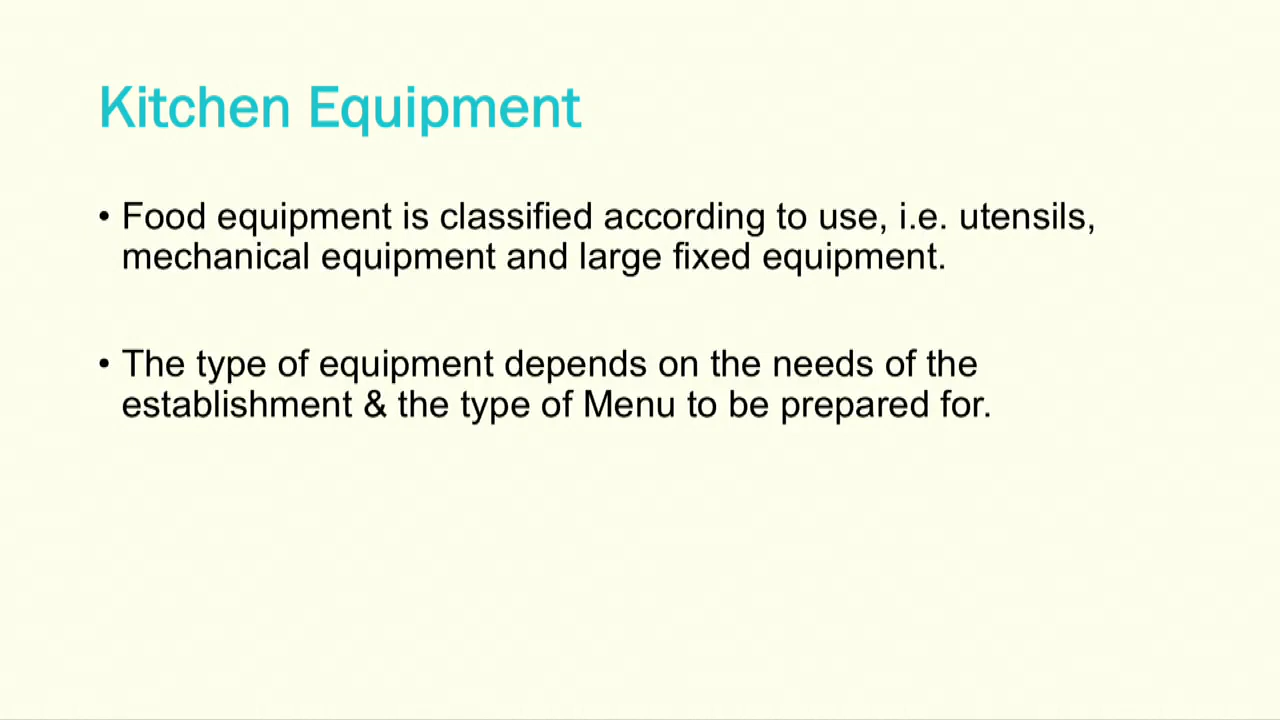 Kitchen Equipment
• Food equipment is classified according to use, i.e. utensils,
mechanical equipment and large fixed equipment.
• The type of equipment depends on the needs of the
establishment & the type of Menu to be prepared for.